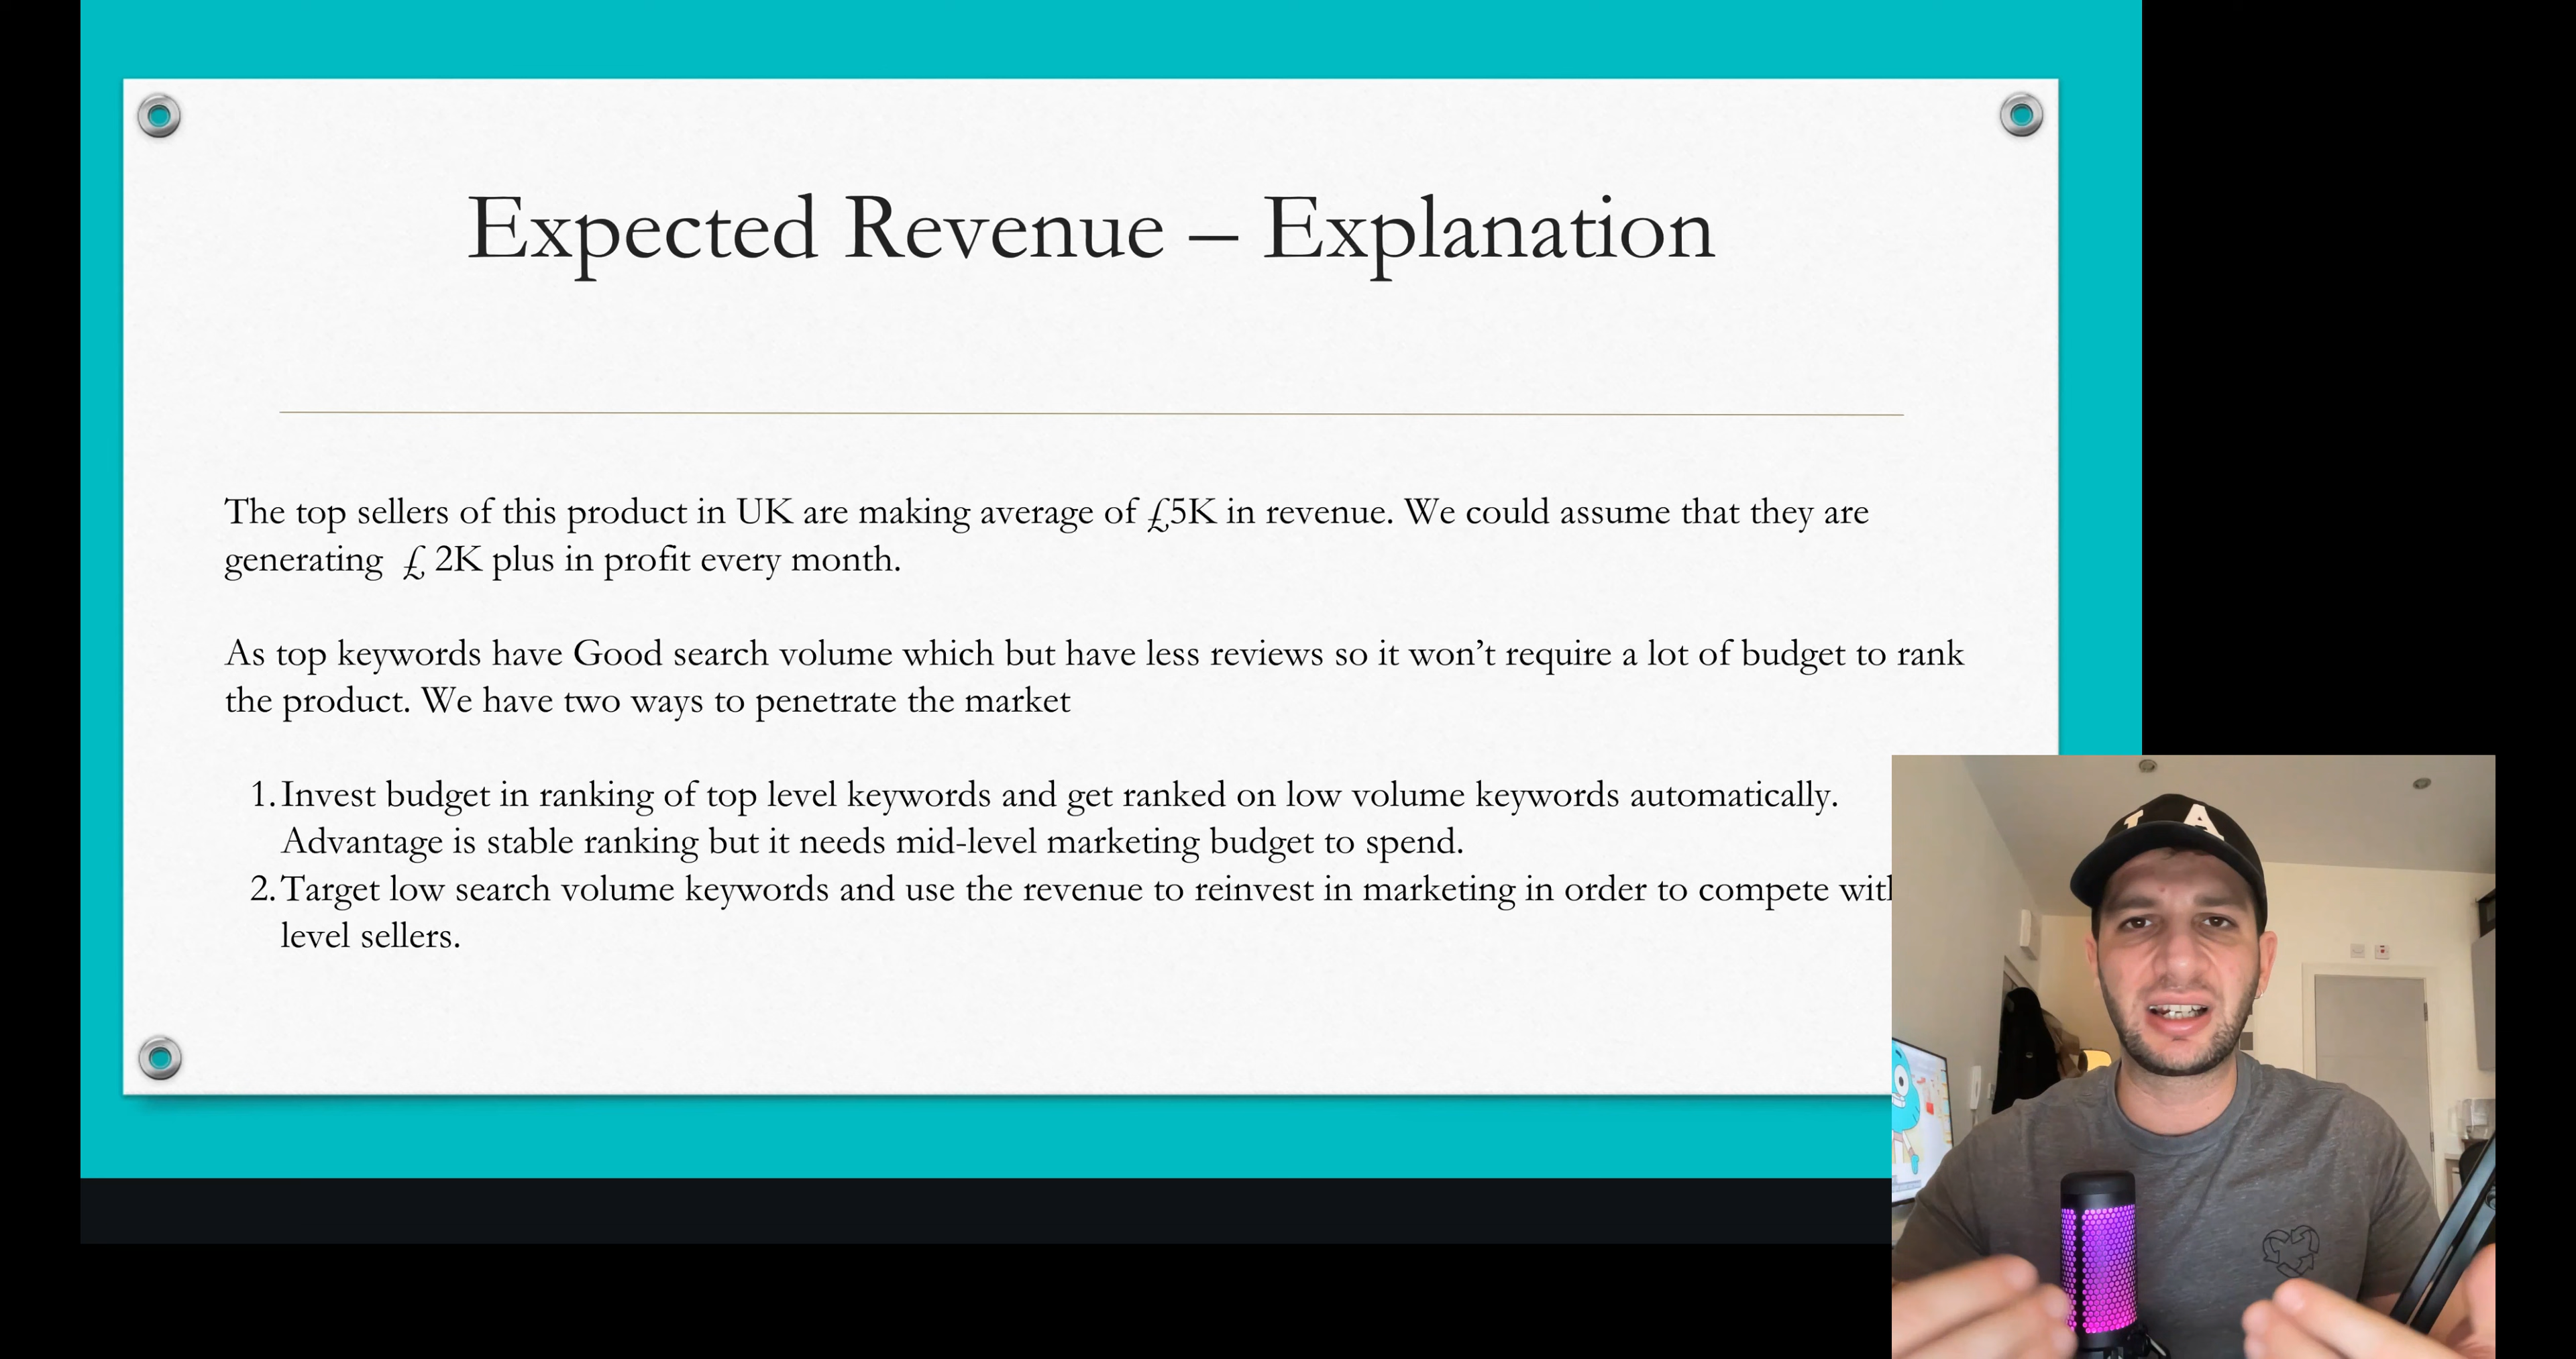 Expected Revenue – Explanation
The top sellers of this product in UK are making average of £5K in revenue. We could assume that they are
generating £ 2K plus in profit every month.
As top keywords have Good search volume which but have less reviews so it won’t require a lot of budget to rank
the product. We have two ways to penetrate the market
1. Invest budget in ranking of top level keywords and get ranked on low volume keywords automatically.
Advantage is stable ranking but it needs mid-level marketing budget to spend.
2. Target low search volume keywords and use the revenue to reinvest in marketing in order to compete
level sellers.